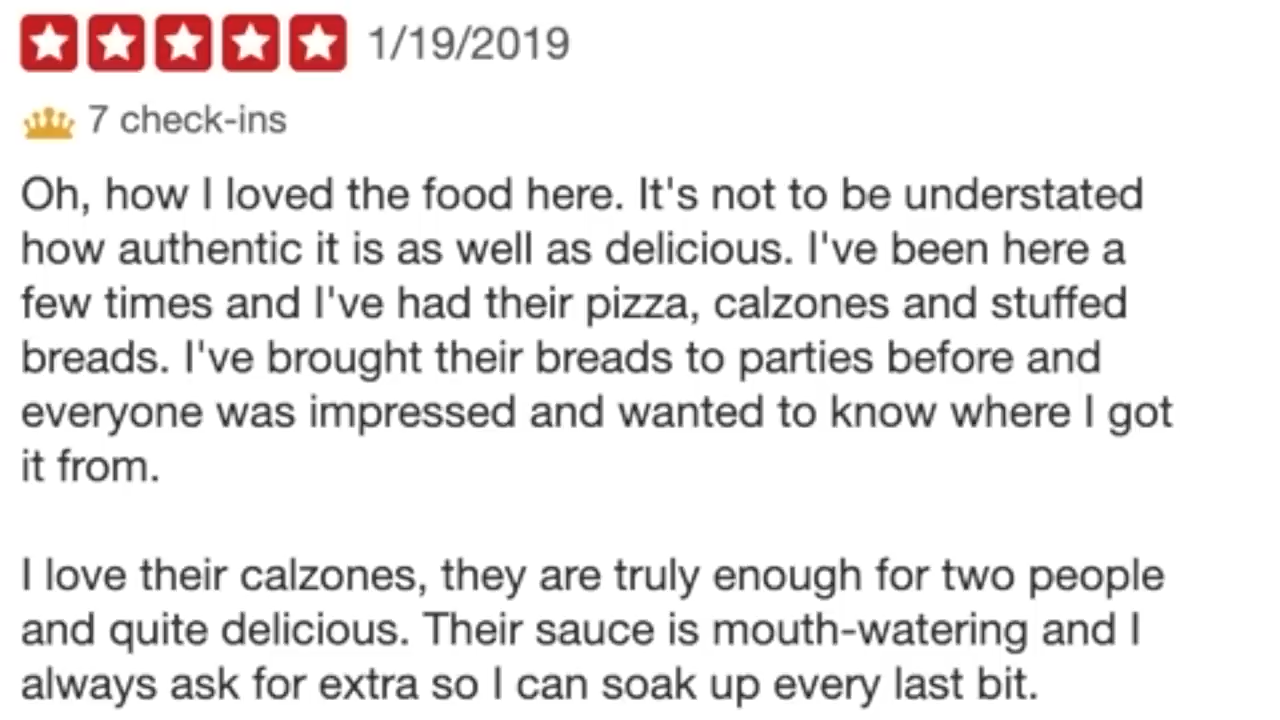 1/19/2019
7 check-ins
Oh, how I loved the food here. It's not to be understated
how authentic it is as well as delicious. I've been here a
few times and I've had their pizza, calzones and stuffed
breads. I've brought their breads to parties before and
everyone was impressed and wanted to know where I got
it from.
I love their calzones, they are truly enough for two people
and quite delicious. Their sauce is mouth-watering and I
always ask for extra so I can soak up every last bit.